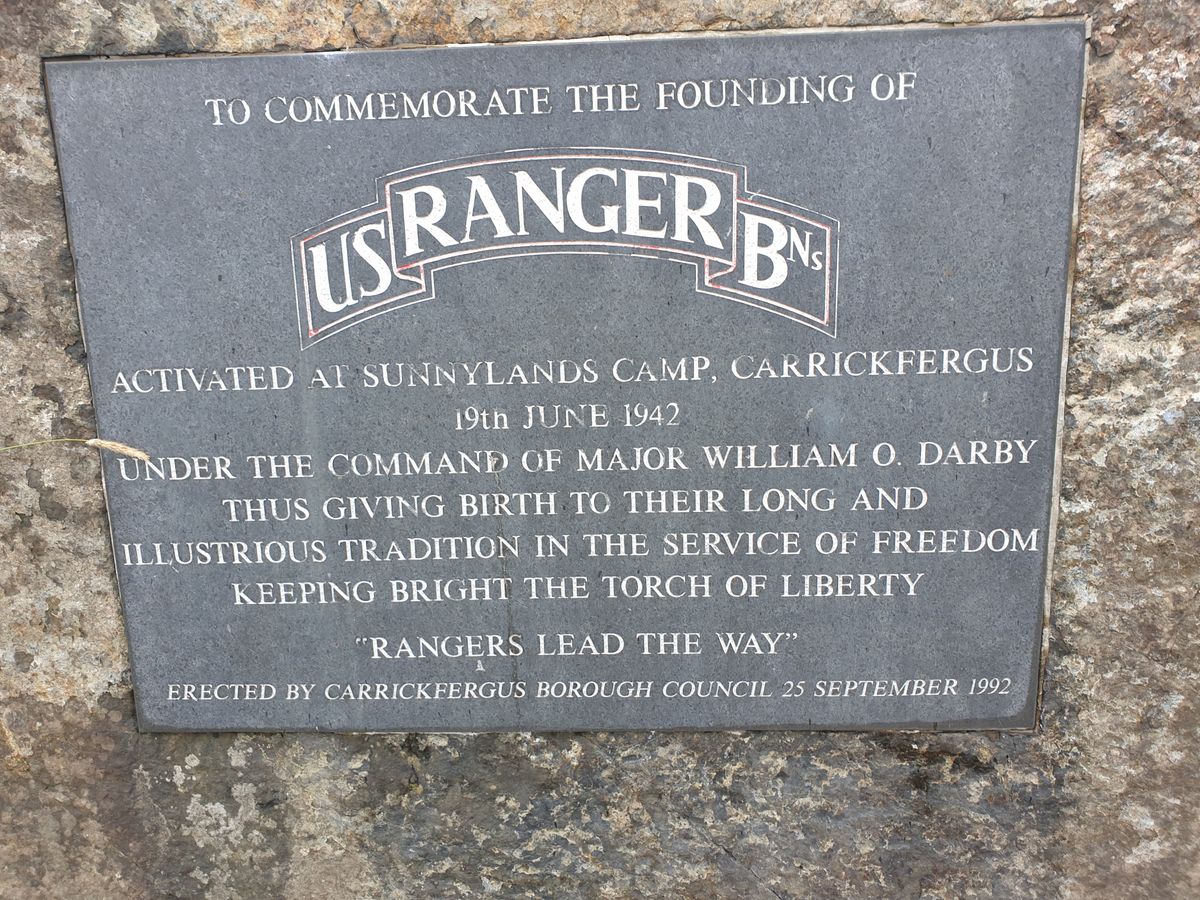 TO COMMEMORATE THE FOUNDING OF
US RANGER BNs
ACTIVATED AT SUNNYLANDS CAMP, CARRICKFERGUS
19th JUNE 1942
UNDER THE COMMAND OF MAJOR WILLIAM O. DARBY
THUS GIVING BIRTH TO THEIR LONG AND
ILLUSTRIOUS TRADITION IN THE SERVICE OF FREEDOM
KEEPING BRIGHT THE TORCH OF LIBERTY
“RANGERS LEAD THE WAY”
ERECTED BY CARRICKFERGUS BOROUGH COUNCIL 25 SEPTEMBER 1992